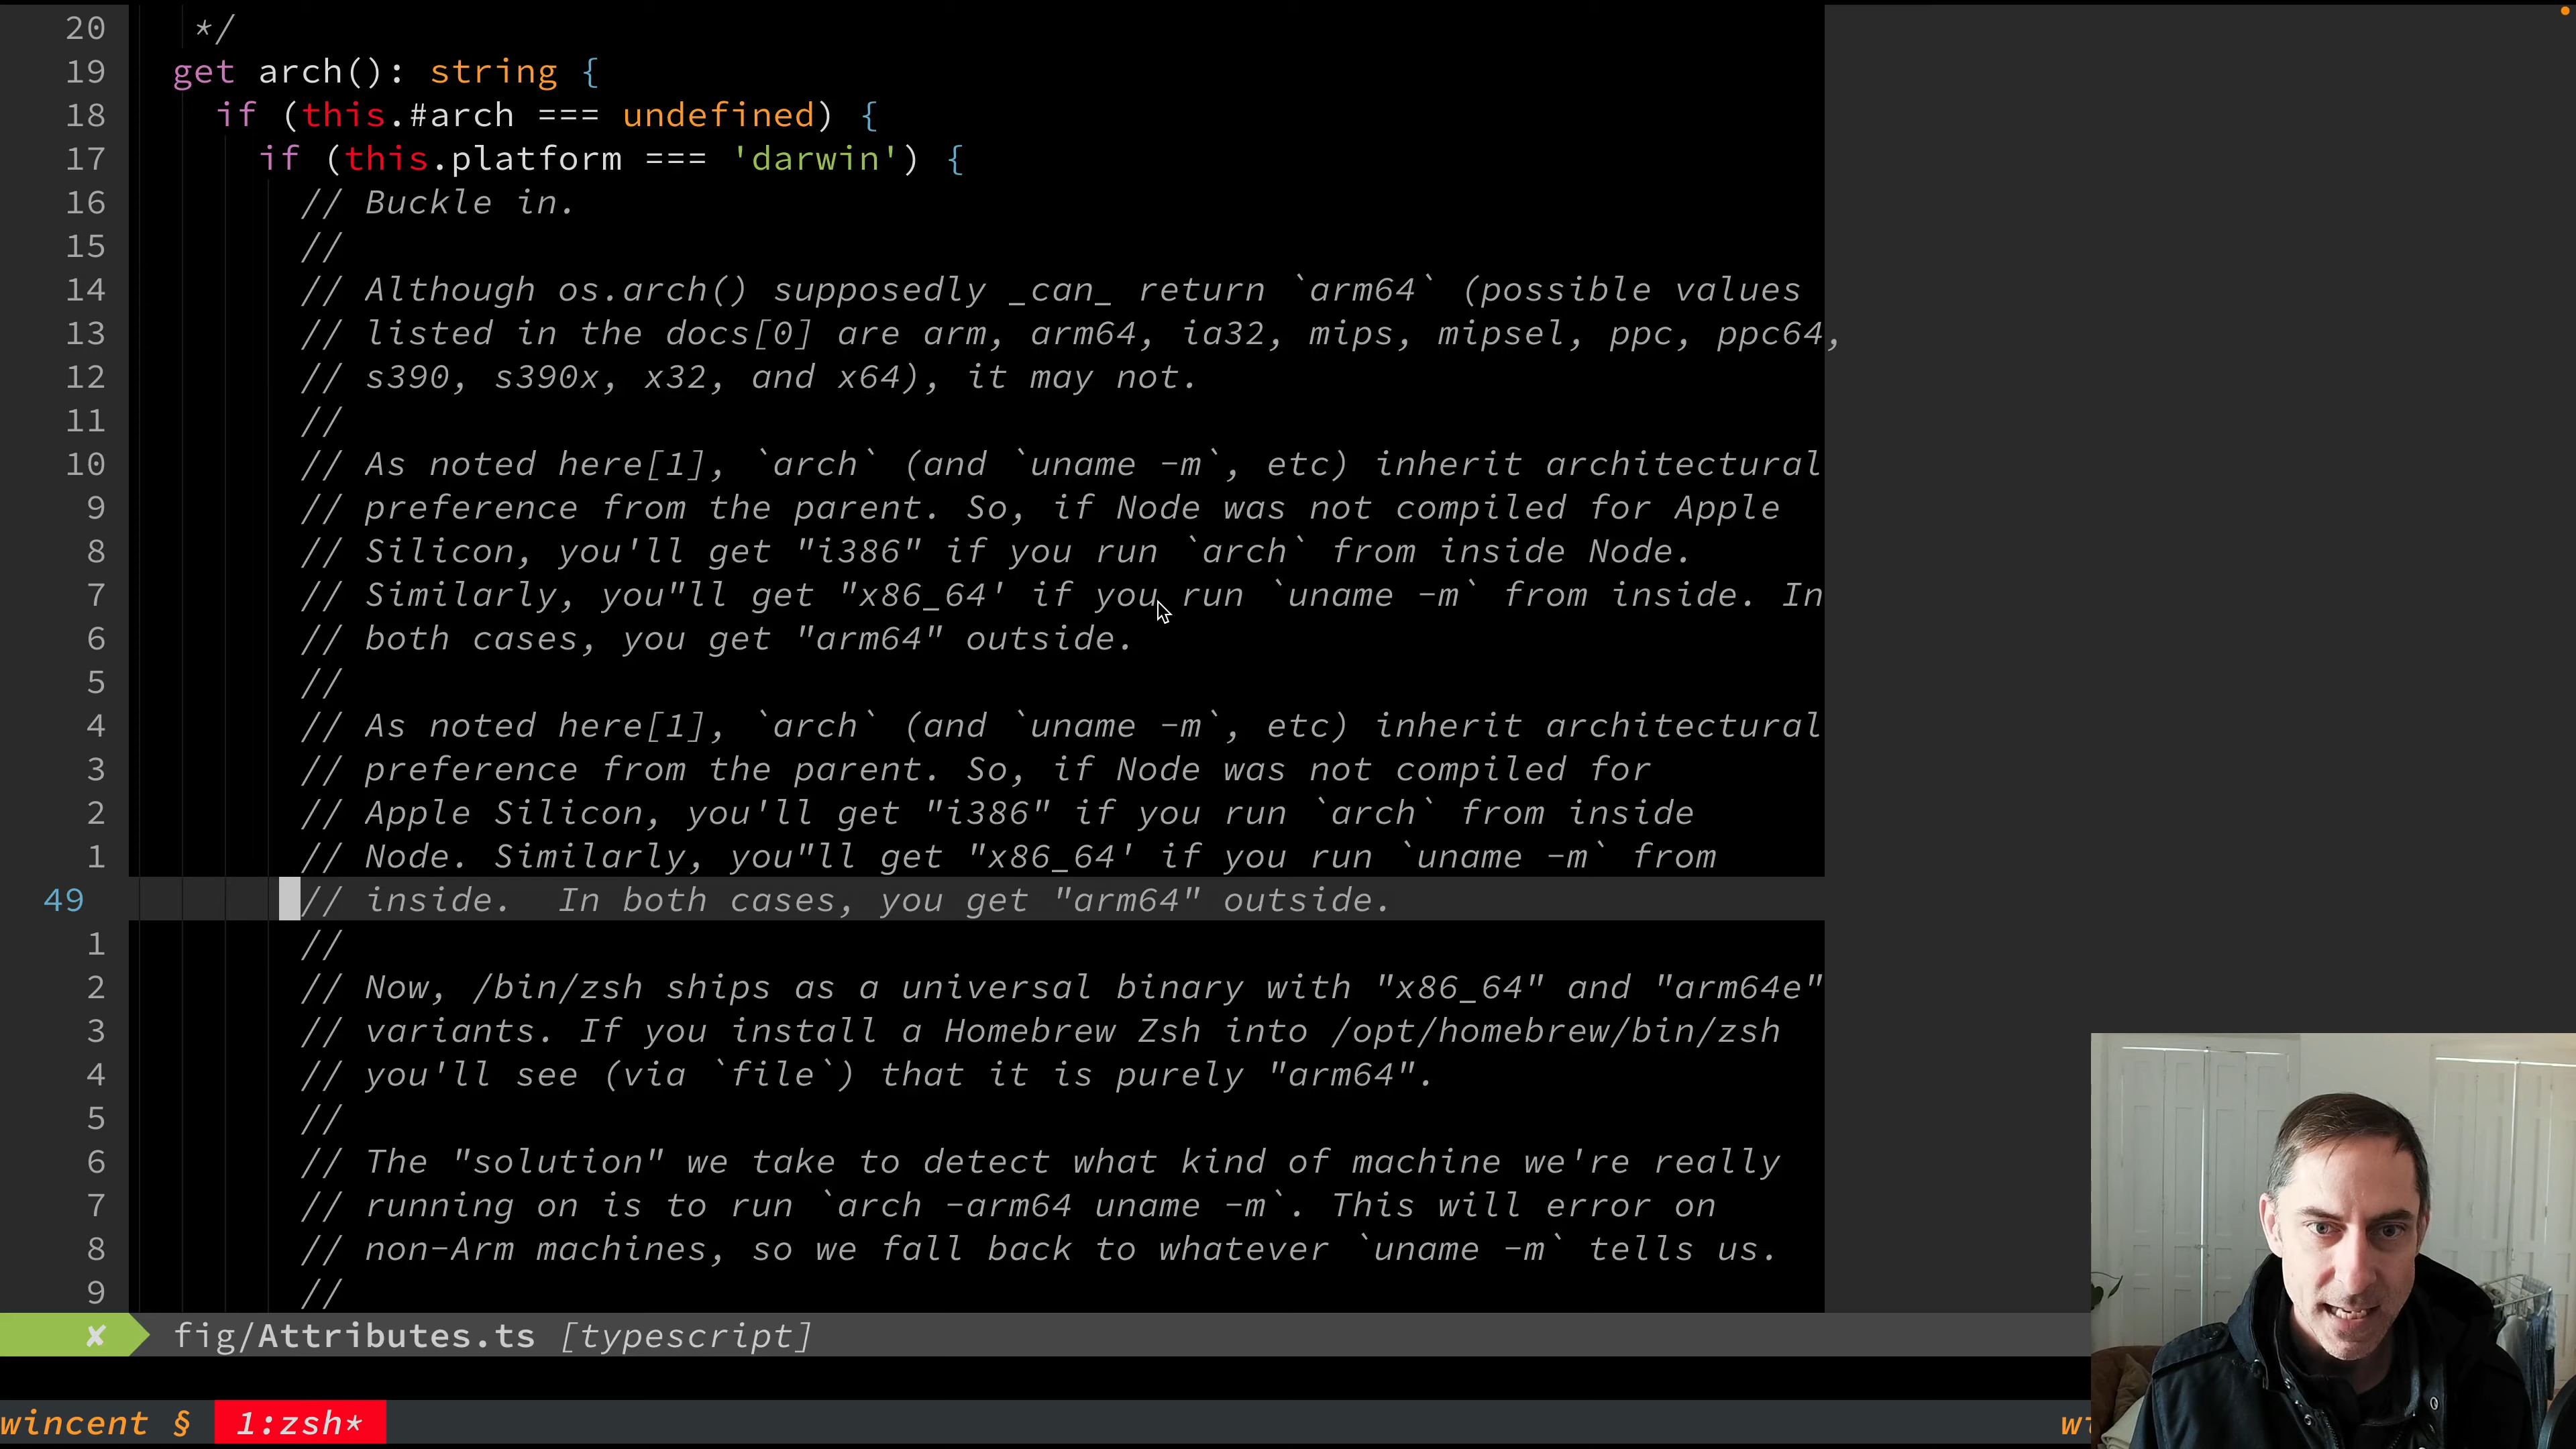 20 */
19 get arch(): string {
18 if (this.#arch === undefined) {
17 if (this.platform === 'darwin') {
16 // Buckle in.
15 //
14 // Although os.arch() supposedly _can_ return `arm64` (possible values
13 // listed in the docs[0] are arm, arm64, ia32, mips, mipsel, ppc, ppc64,
12 // s390, s390x, x32, and x64), it may not.
11 //
10 // As noted here[1], `arch` (and `uname -m`, etc) inherit architectural
9 // preference from the parent. So, if Node was not compiled for Apple
8 // Silicon, you'll get "i386" if you run `arch` from inside Node.
7 // Similarly, you"ll get "x86_64' if you run `uname -m` from inside. In
6 // both cases, you get "arm64" outside.
5 //
4 // As noted here[1], `arch` (and `uname -m`, etc) inherit architectural
3 // preference from the parent. So, if Node was not compiled for
2 // Apple Silicon, you'll get "i386" if you run `arch` from inside
1 // Node. Similarly, you"ll get "x86_64' if you run `uname -m` from
49 // inside.  In both cases, you get "arm64" outside.
1 //
2 // Now, /bin/zsh ships as a universal binary with "x86_64" and "arm64e"
3 // variants. If you install a Homebrew Zsh into /opt/homebrew/bin/zsh
4 // you'll see (via `file`) that it is purely "arm64".
5 //
6 // The "solution" we take to detect what kind of machine we're really
7 // running on is to run `arch -arm64 uname -m`. This will error on
8 // non-Arm machines, so we fall back to whatever `uname -m` tells us.
9 //
✘ fig/Attributes.ts [typescript]
wincent § 1:zsh*